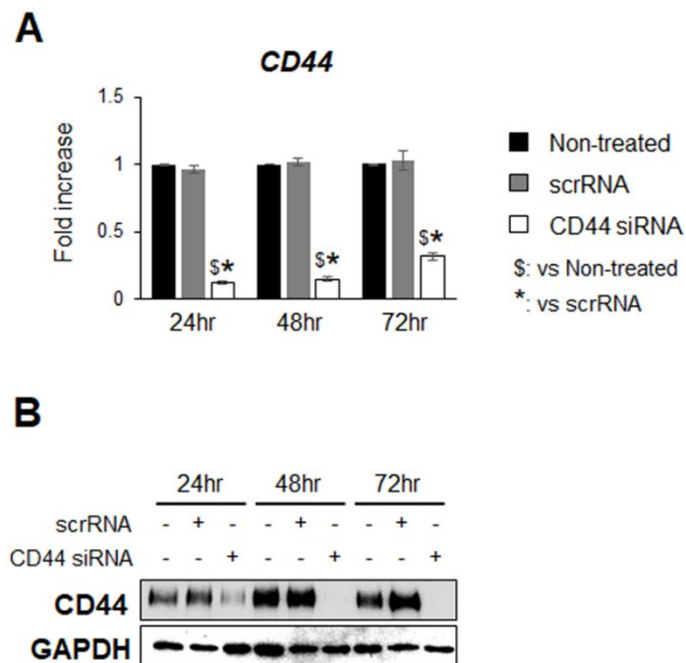 A
CD44
1.5
1
0.5
0
Fold increase
24hr 48hr 72hr
Non-treated
scrRNA
CD44 siRNA
$: vs Non-treated
*: vs scrRNA
$* $* $*
B
24hr 48hr 72hr
scrRNA - + - - + - - + -
CD44 siRNA - - + - - + - - +
CD44
GAPDH